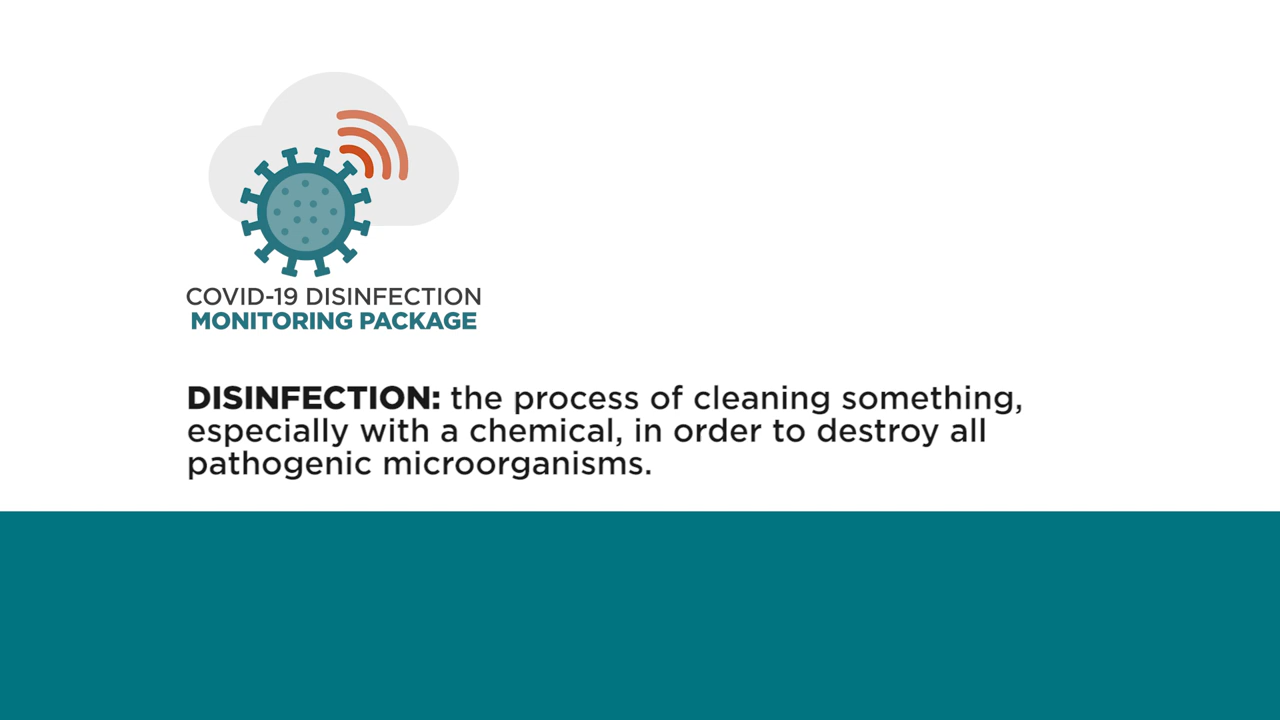 COVID-19 DISINFECTION
MONITORING PACKAGE
DISINFECTION: the process of cleaning something,
especially with a chemical, in order to destroy all
pathogenic microorganisms.